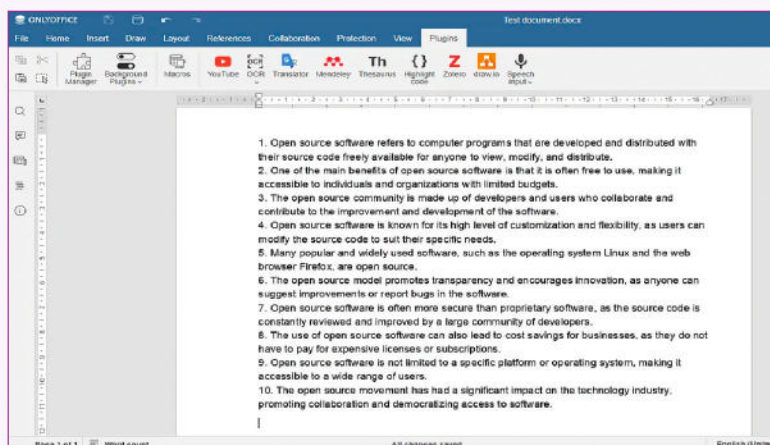 ONLYOFFICE
Test document.docx
File Home Insert Draw Layout References Collaboration Protection View Plugins
Plugin Manager
Background Plugins
Macros
YouTube
OCR
Translator
Mendeley
Th
Thesaurus
{}
Highlight code
Z
Zotero
draw.io
Speech input
1. Open source software refers to computer programs that are developed and distributed with
their source code freely available for anyone to view, modify, and distribute.
2. One of the main benefits of open source software is that it is often free to use, making it
accessible to individuals and organizations with limited budgets.
3. The open source community is made up of developers and users who collaborate and
contribute to the improvement and development of the software.
4. Open source software is known for its high level of customization and flexibility, as users can
modify the source code to suit their specific needs.
5. Many popular and widely used software, such as the operating system Linux and the web
browser Firefox, are open source.
6. The open source model promotes transparency and encourages innovation, as anyone can
suggest improvements or report bugs in the software.
7. Open source software is often more secure than proprietary software, as the source code is
constantly reviewed and improved by a large community of developers.
8. The use of open source software can also lead to cost savings for businesses, as they do not
have to pay for expensive licenses or subscriptions.
9. Open source software is not limited to a specific platform or operating system, making it
accessible to a wide range of users.
10. The open source movement has had a significant impact on the technology industry,
promoting collaboration and democratizing access to software.
Page 1 of 1 Word count All changes saved English